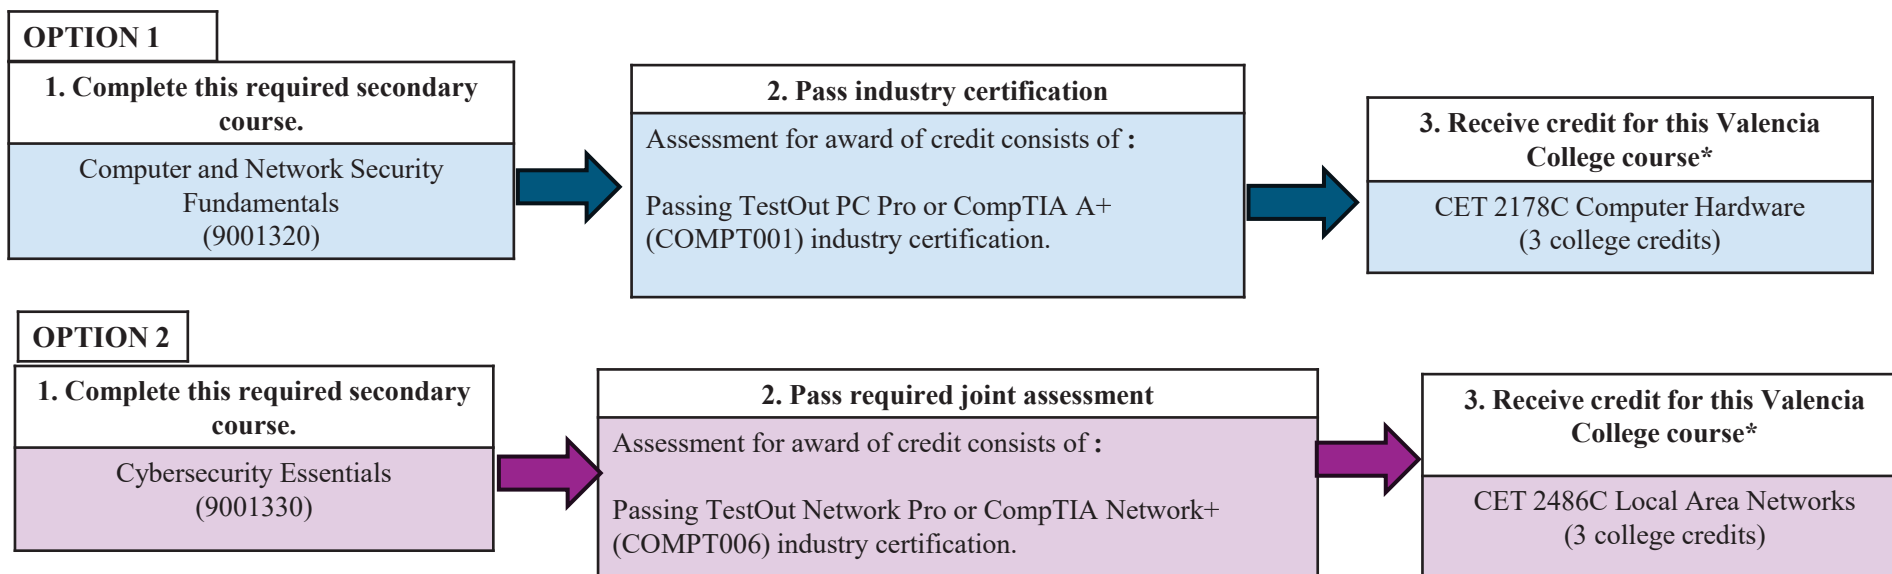 OPTION 1
1. Complete this required secondary
course.
Computer and Network Security
Fundamentals
(9001320)
2. Pass industry certification
Assessment for award of credit consists of :
Passing TestOut PC Pro or CompTIA A+
(COMPT001) industry certification.
3. Receive credit for this Valencia
College course*
CET 2178C Computer Hardware
(3 college credits)
OPTION 2
1. Complete this required secondary
course.
Cybersecurity Essentials
(9001330)
2. Pass required joint assessment
Assessment for award of credit consists of :
Passing TestOut Network Pro or CompTIA Network+
(COMPT006) industry certification.
3. Receive credit for this Valencia
College course*
CET 2486C Local Area Networks
(3 college credits)